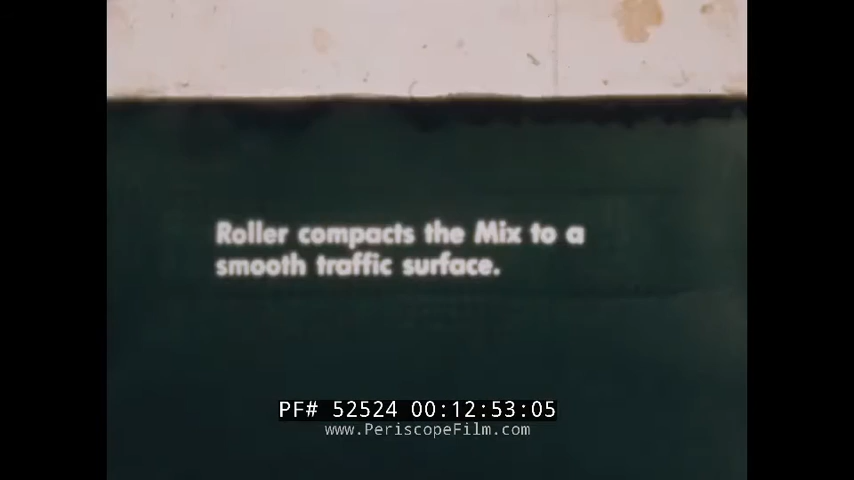 Roller compacts the Mix to a
smooth traffic surface.
PF# 52524 00:12:53:05
www.PeriscopeFilm.com